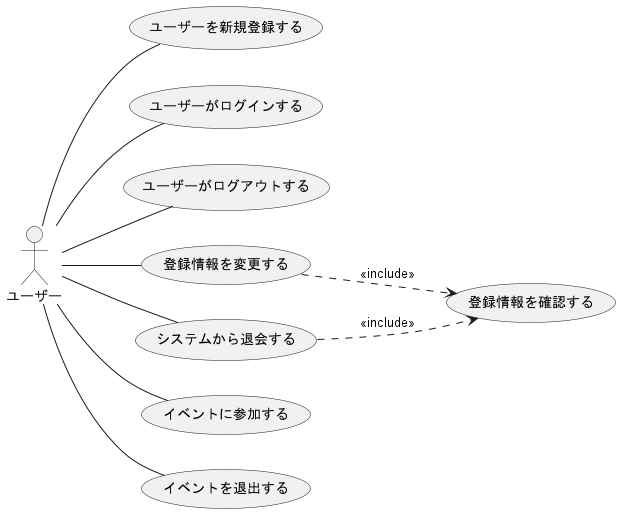 ユーザーを新規登録する
ユーザーがログインする
ユーザーがログアウトする
ユーザー
登録情報を変更する
«include»
登録情報を確認する
システムから退会する
«include»
イベントに参加する
イベントを退出する